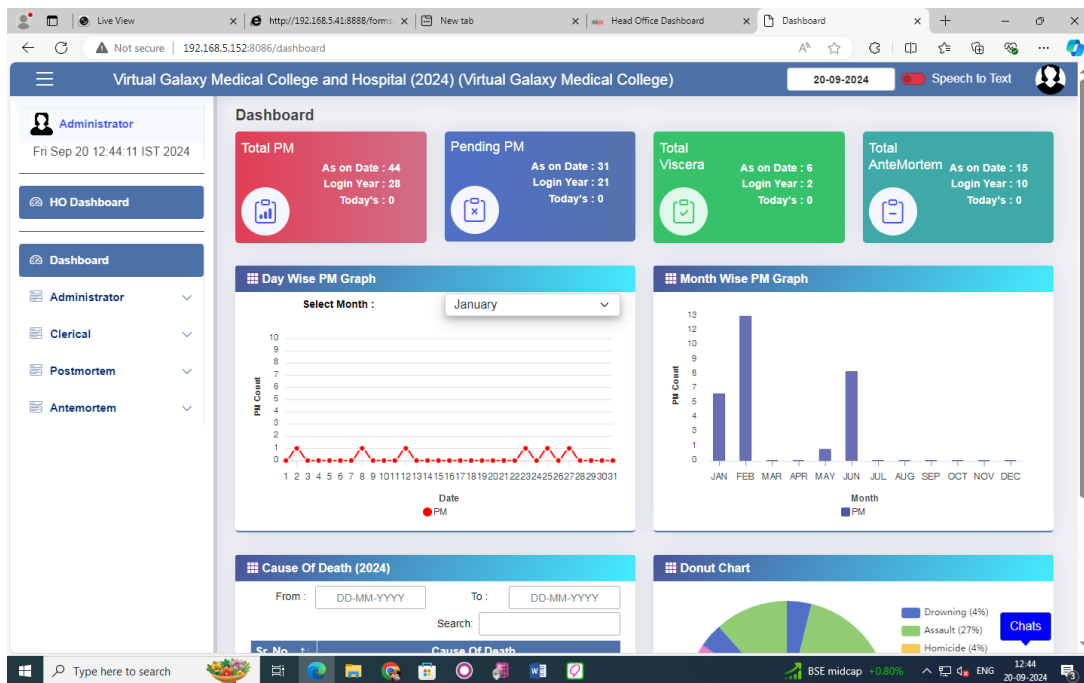 Live View
http://192.168.5.41:8888/forms
New tab
Head Office Dashboard
Dashboard
Not secure | 192.168.5.152:8086/dashboard
Virtual Galaxy Medical College and Hospital (2024) (Virtual Galaxy Medical College)
20-09-2024
Speech to Text
Administrator
Fri Sep 20 12:44:11 IST 2024
HO Dashboard
Dashboard
Administrator
Clerical
Postmortem
Antemortem
Dashboard
Total PM
As on Date : 44
Login Year : 28
Today's : 0
Pending PM
As on Date : 31
Login Year : 21
Today's : 0
Total
Viscera
As on Date : 6
Login Year : 2
Today's : 0
Total
AnteMortem
As on Date : 15
Login Year : 10
Today's : 0
Day Wise PM Graph
Select Month :
January
10
9
8
7
6
5
4
3
2
1
0
PM Count
1 2 3 4 5 6 7 8 9 10 11 12 13 14 15 16 17 18 19 20 21 22 23 24 25 26 27 28 29 30 31
Date
PM
Month Wise PM Graph
13
12
10
9
8
7
5
4
3
1
0
PM Count
JAN FEB MAR APR MAY JUN JUL AUG SEP OCT NOV DEC
Month
PM
Cause Of Death (2024)
From :
DD-MM-YYYY
To :
DD-MM-YYYY
Search:
Sr. No.
Cause Of Death
Donut Chart
Drowning (4%)
Assault (27%)
Homicide (4%)
Chats
Type here to search
BSE midcap +0.80%
ENG
12:44
20-09-2024
3